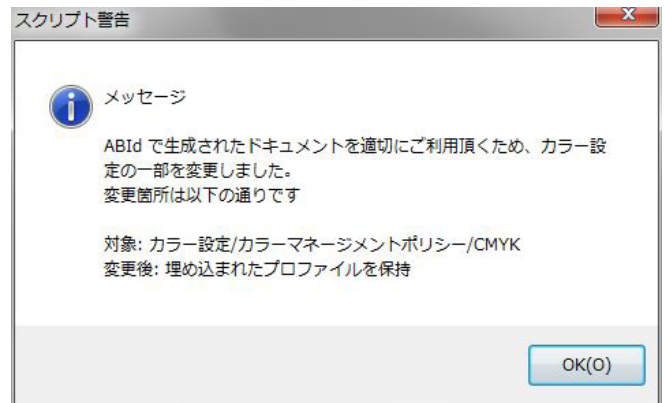 スクリプト警告
メッセージ
ABId で生成されたドキュメントを適切にご利用頂くため、カラー設
定の一部を変更しました。
変更箇所は以下の通りです
対象: カラー設定/カラーマネージメントポリシー/CMYK
変更後: 埋め込まれたプロファイルを保持
OK(O)